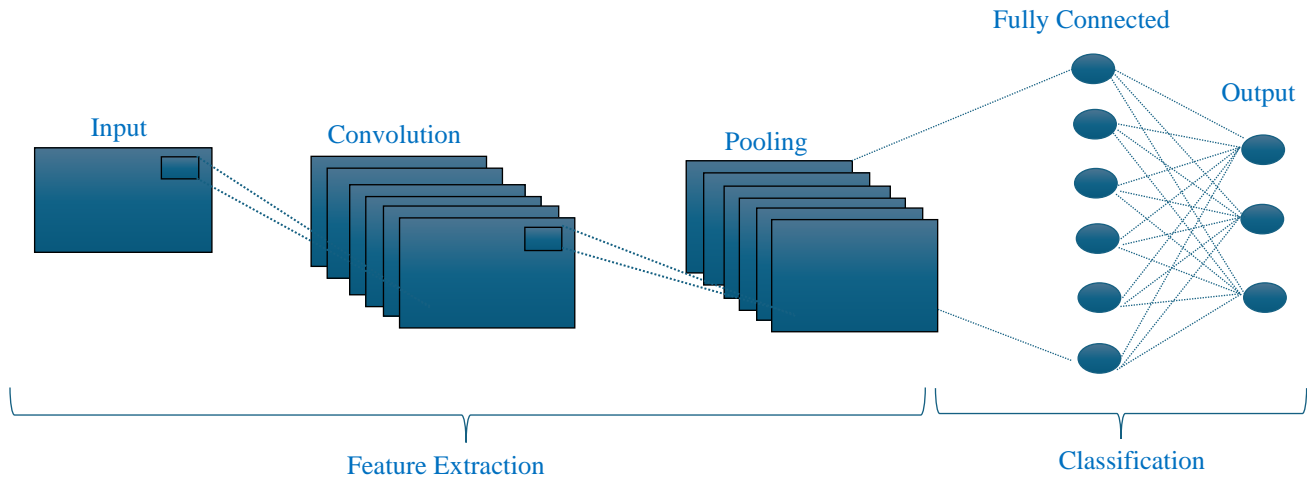 Fully Connected
Output
Input
Convolution
Pooling
Feature Extraction
Classification